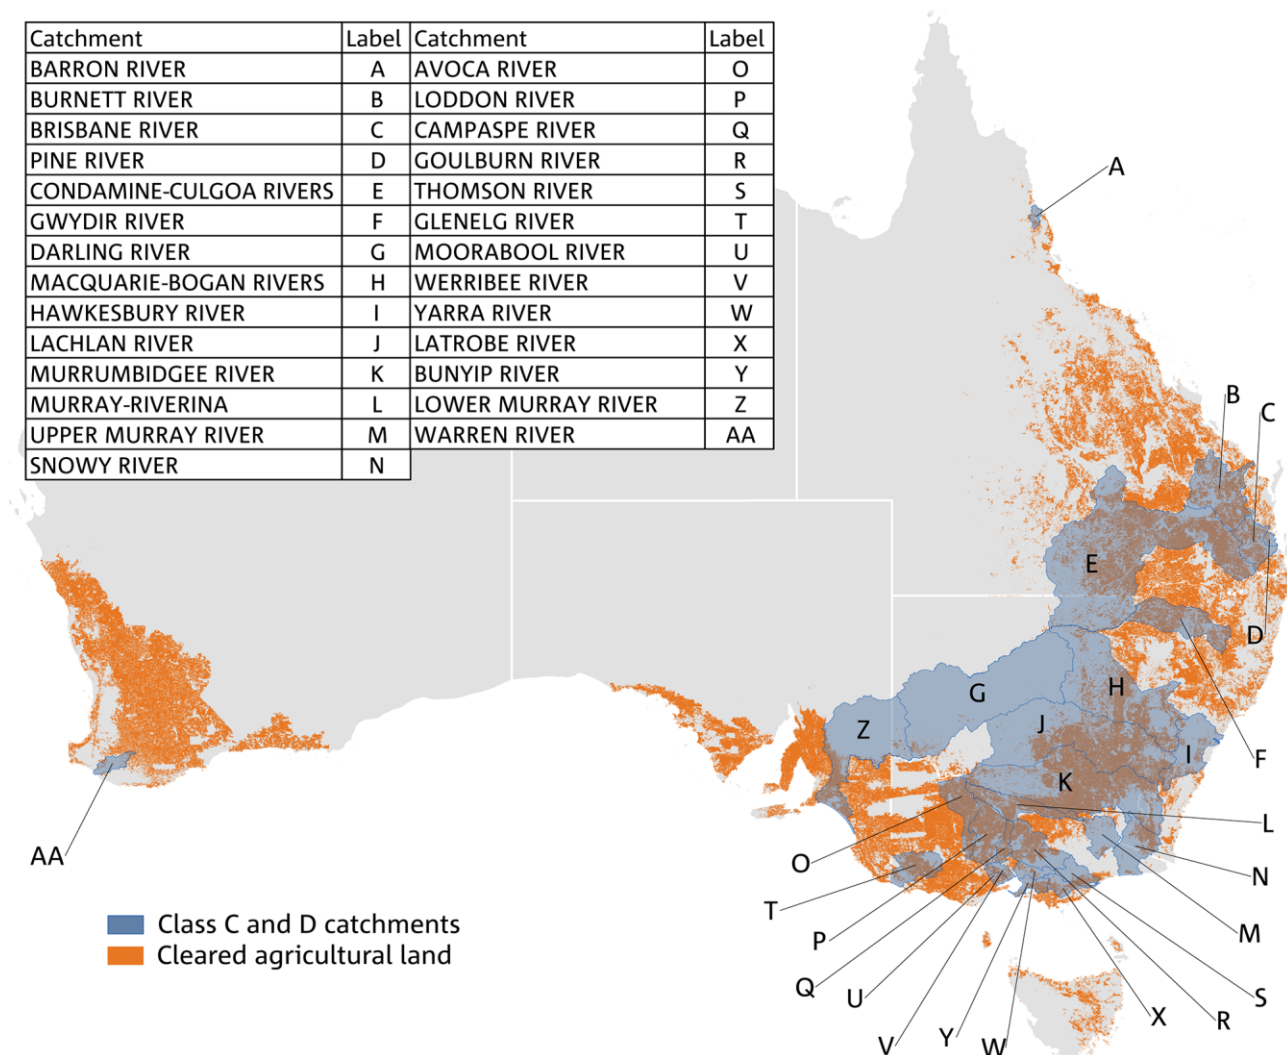 Catchment Label Catchment Label
BARRON RIVER A AVOCA RIVER O
BURNETT RIVER B LODDON RIVER P
BRISBANE RIVER C CAMPASPE RIVER Q
PINE RIVER D GOULBURN RIVER R
CONDAMINE-CULGOA RIVERS E THOMSON RIVER S
GWYDIR RIVER F GLENELG RIVER T
DARLING RIVER G MOORABOOL RIVER U
MACQUARIE-BOGAN RIVERS H WERRIBEE RIVER V
HAWKESBURY RIVER I YARRA RIVER W
LACHLAN RIVER J LATROBE RIVER X
MURRUMBIDGEE RIVER K BUNYIP RIVER Y
MURRAY-RIVERINA L LOWER MURRAY RIVER Z
UPPER MURRAY RIVER M WARREN RIVER AA
SNOWY RIVER N
A
B
C
E
D
G
H
J
Z
I
F
K
L
AA
O
N
T
M
P
Q
U
S
X
R
V
Y
W
Class C and D catchments
Cleared agricultural land